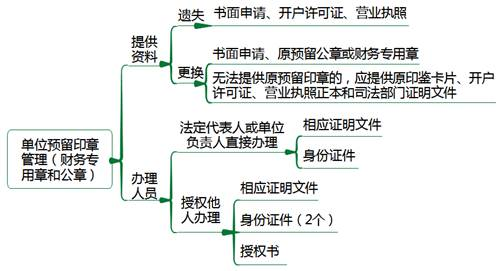 单位预留印章
管理（财务专
用章和公章）
提供
资料
遗失
书面申请、开户许可证、营业执照
更换
书面申请、原预留公章或财务专用章
无法提供原预留印章的，应提供原印鉴卡片、开户
许可证、营业执照正本和司法部门证明文件
办理
人员
法定代表人或单位
负责人直接办理
相应证明文件
身份证件
授权他
人办理
相应证明文件
身份证件（2个）
授权书